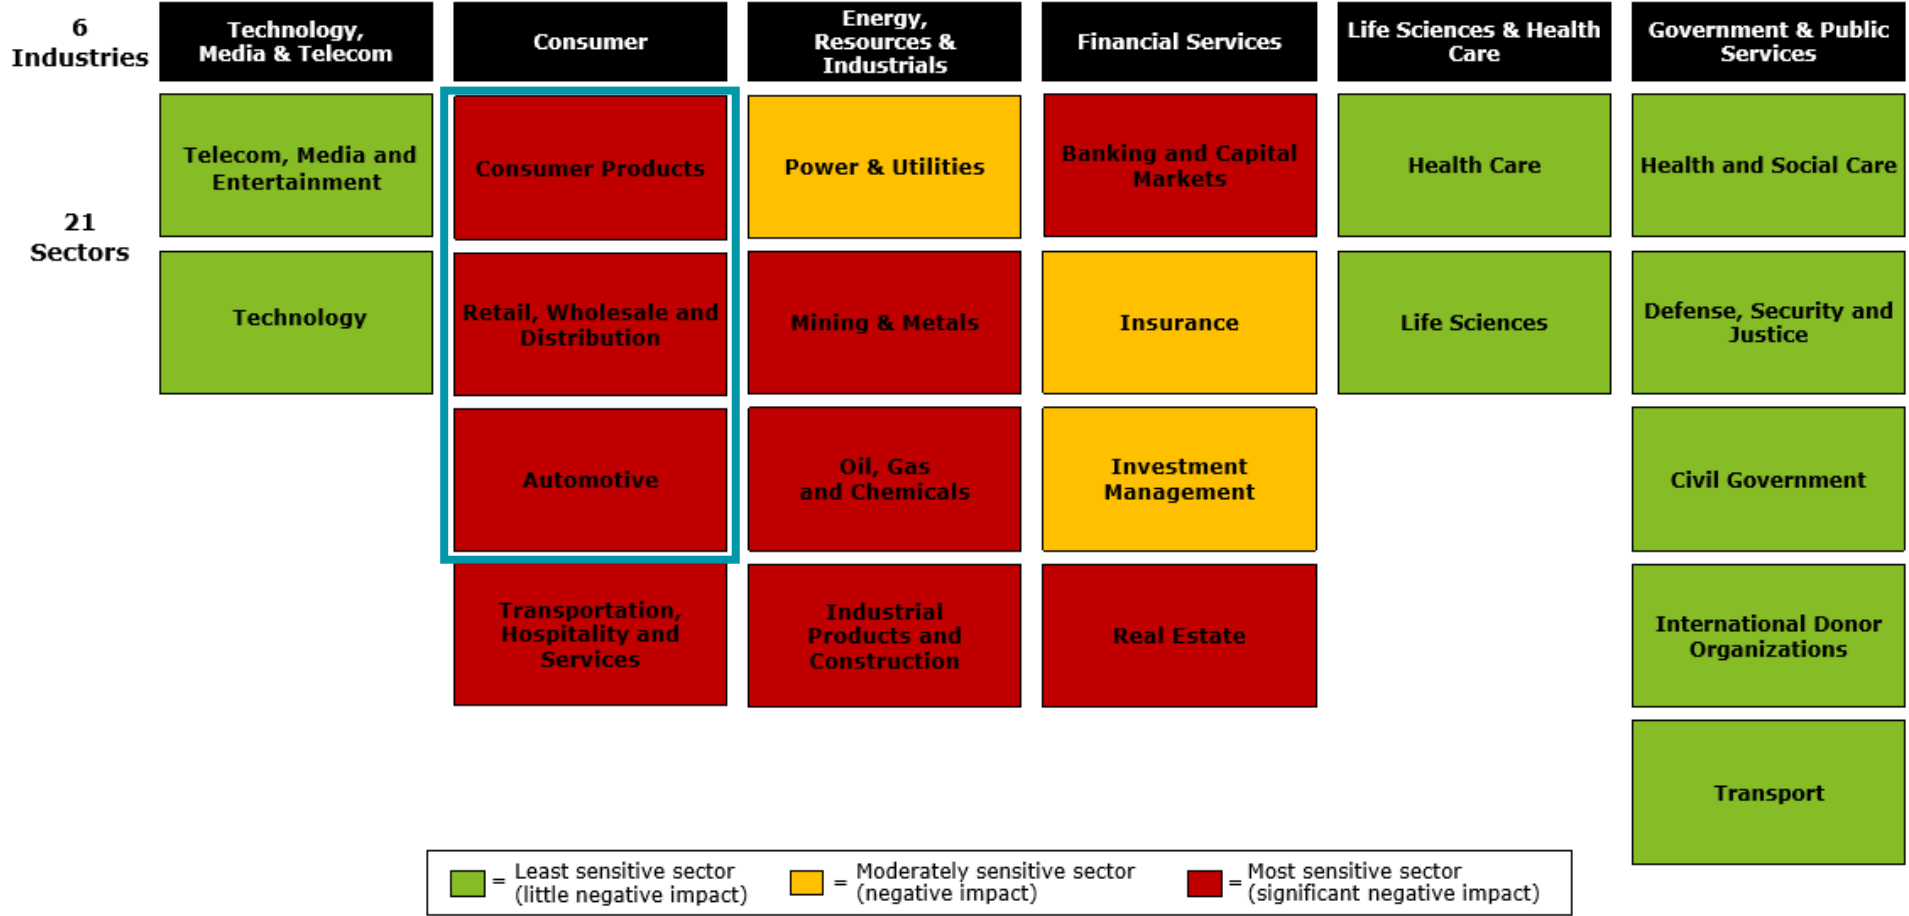 6
Industries
Technology,
Media & Telecom
Consumer
Energy,
Resources &
Industrials
Financial Services
Life Sciences & Health
Care
Government & Public
Services
21
Sectors
Telecom, Media and
Entertainment
Consumer Products
Power & Utilities
Banking and Capital
Markets
Health Care
Health and Social Care
Technology
Retail, Wholesale and
Distribution
Mining & Metals
Insurance
Life Sciences
Defense, Security and
Justice
Automotive
Oil, Gas
and Chemicals
Investment
Management
Civil Government
Transportation,
Hospitality and
Services
Industrial
Products and
Construction
Real Estate
International Donor
Organizations
Transport
= Least sensitive sector
(little negative impact)
= Moderately sensitive sector
(negative impact)
= Most sensitive sector
(significant negative impact)